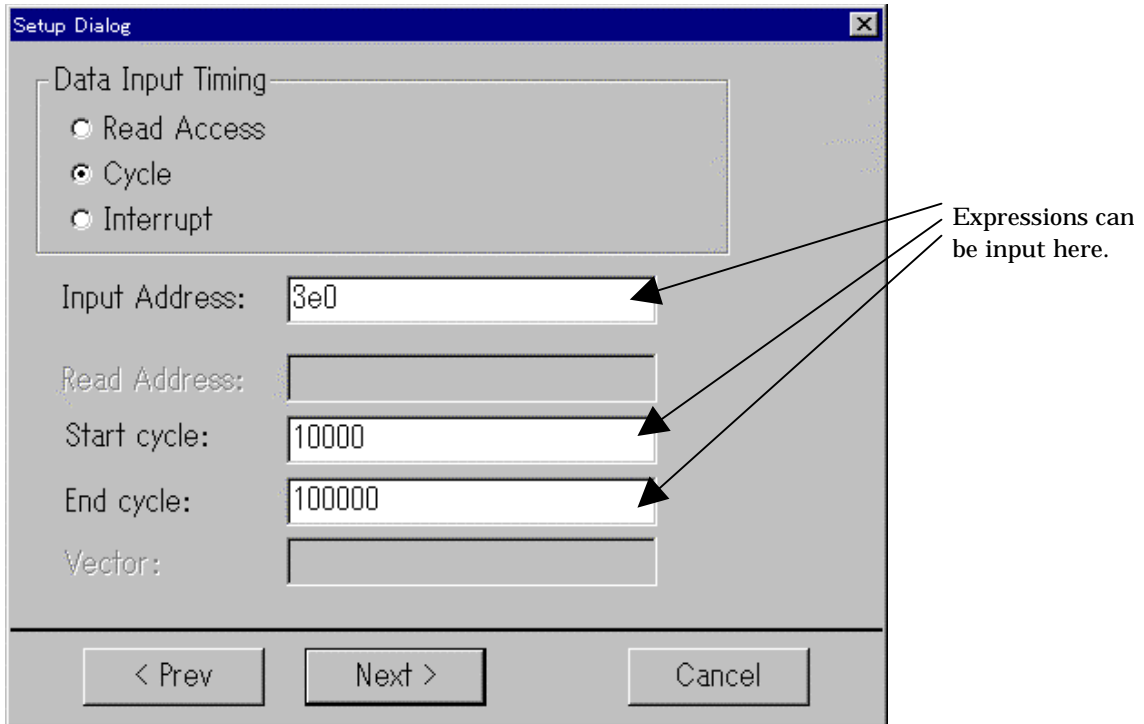 Setup Dialog
Data Input Timing
Read Access
Cycle
Interrupt
Expressions can
be input here.
Input Address: 3e0
Read Address:
Start cycle: 10000
End cycle: 100000
Vector:
< Prev Next > Cancel